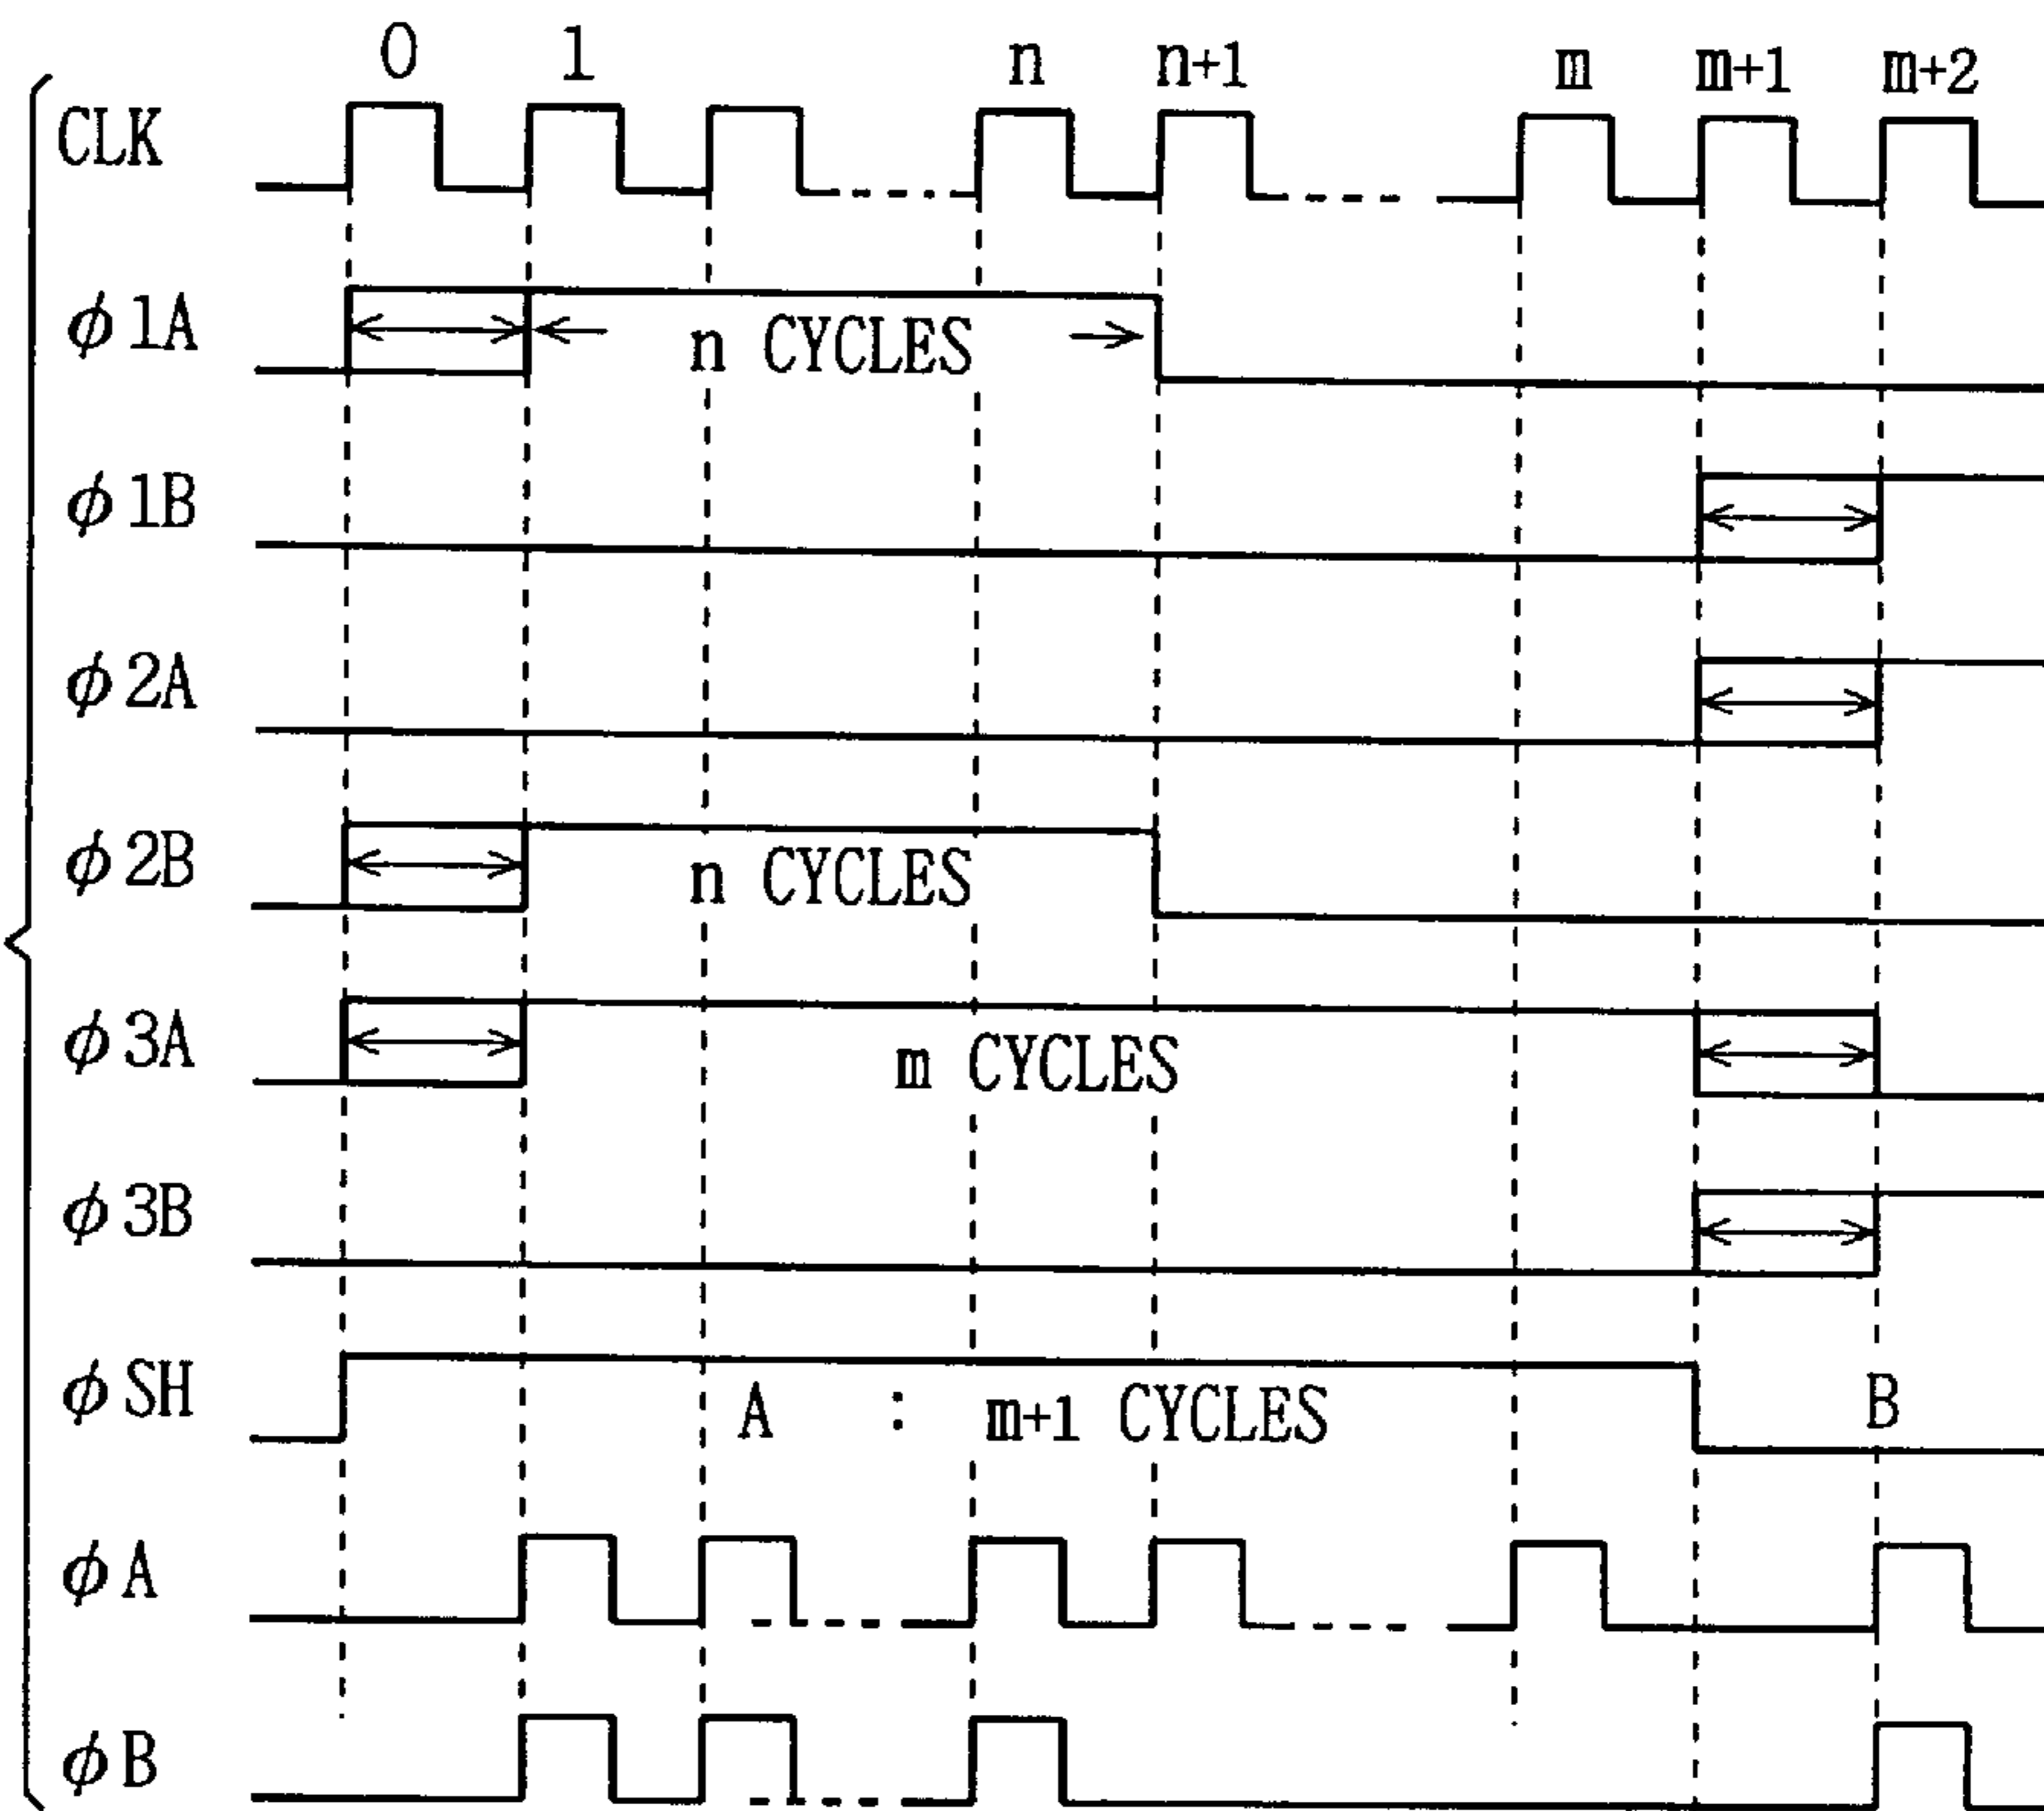 0 1 n n+1 m m+1 m+2
CLK
φ1A n CYCLES
φ1B
φ2A
φ2B n CYCLES
φ3A m CYCLES
φ3B
φSH A : m+1 CYCLES B
φA
φB